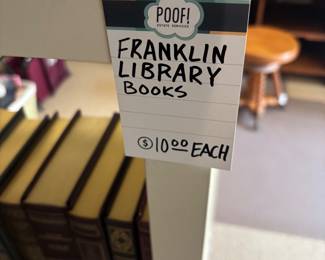 POOF!
ESTATE SERVICES
FRANKLIN
LIBRARY
BOOKS
$ 10.00 EACH